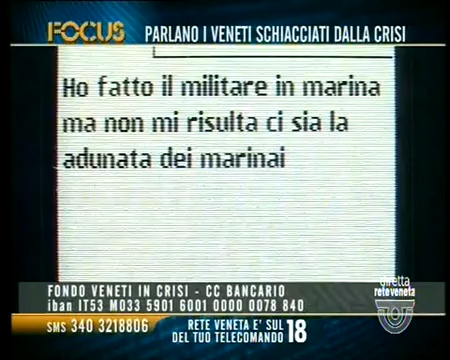 FOCUS PARLANO I VENETI SCHIACCIATI DALLA CRISI
Ho fatto il militare in marina
ma non mi risulta ci sia la
adunata dei marinai
diretta
reteveneta
FONDO VENETI IN CRISI - CC BANCARIO
iban IT53 M033 5901 6001 0000 0078 840
SMS 340 3218806
RETE VENETA E' SUL
DEL TUO TELECOMANDO 18